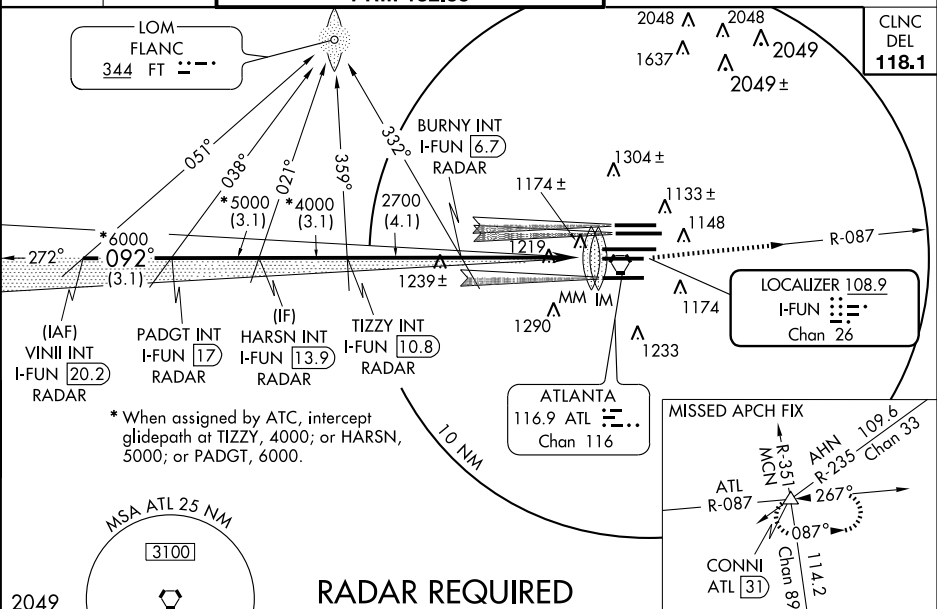 LOM
FLANC
344 FT
2048
2048
2049
1637
2049±
CLNC
DEL
118.1
051°
038°
021°
359°
332°
BURNY INT
I-FUN 6.7
RADAR
1304±
1174±
1133±
1148
*5000
(3.1)
*4000
(3.1)
2700
(4.1)
*6000
272°
092°
(3.1)
1219
1239±
R-087
MM
IM
1290
1174
1233
LOCALIZER 108.9
I-FUN
Chan 26
(IAF)
VINII INT
I-FUN 20.2
RADAR
PADGT INT
I-FUN 17
RADAR
(IF)
HARSN INT
I-FUN 13.9
RADAR
TIZZY INT
I-FUN 10.8
RADAR
ATLANTA
116.9 ATL
Chan 116
* When assigned by ATC, intercept
glidepath at TIZZY, 4000; or HARSN,
5000; or PADGT, 6000.
10 NM
MISSED APCH FIX
R-351
MCN
AHN 109.6
R-235 Chan 33
ATL
R-087
267°
087°
CONNI
ATL 31
114.2
Chan 89
MSA ATL 25 NM
3100
2049
RADAR REQUIRED